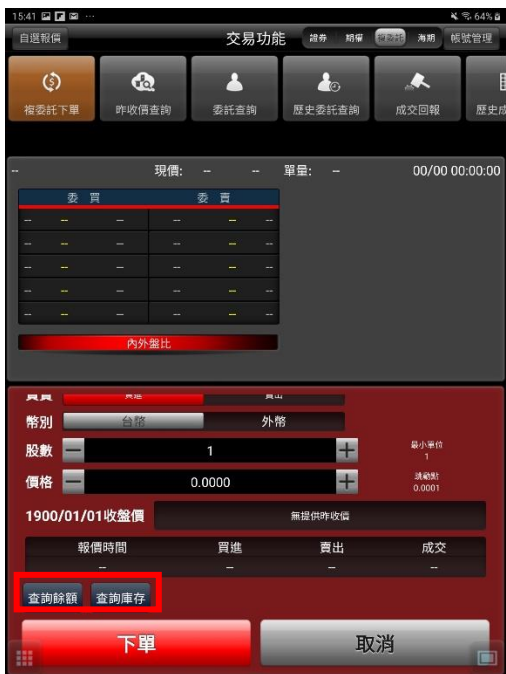 15:41 ... 64%
自選報價 交易功能 證券 期權 複委託 海期 帳號管理
複委託下單 昨收價查詢 委託查詢 歷史委託查詢 成交回報 歷史成
-- 現價: -- -- 單量: -- 00/00 00:00:00
委 買 委 賣
-- -- -- -- -- --
-- -- -- -- -- --
-- -- -- -- -- --
-- -- -- -- -- --
-- -- -- -- -- --
內外盤比
買賣 買進 賣出
幣別 台幣 外幣
股數 1 最小單位
1
價格 0.0000 跳動點
0.0001
1900/01/01收盤價 無提供昨收價
報價時間 買進 賣出 成交
-- -- -- --
查詢餘額 查詢庫存
下單 取消